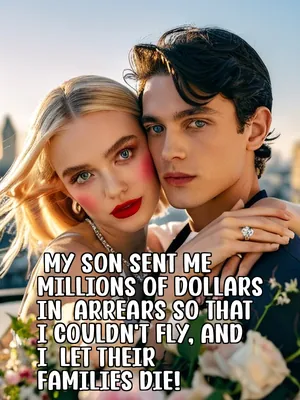 MY SON SENT ME
MILLIONS OF DOLLARS
IN ARREARS SO THAT
I COULDN'T FLY, AND
I LET THEIR
FAMILIES DIE!